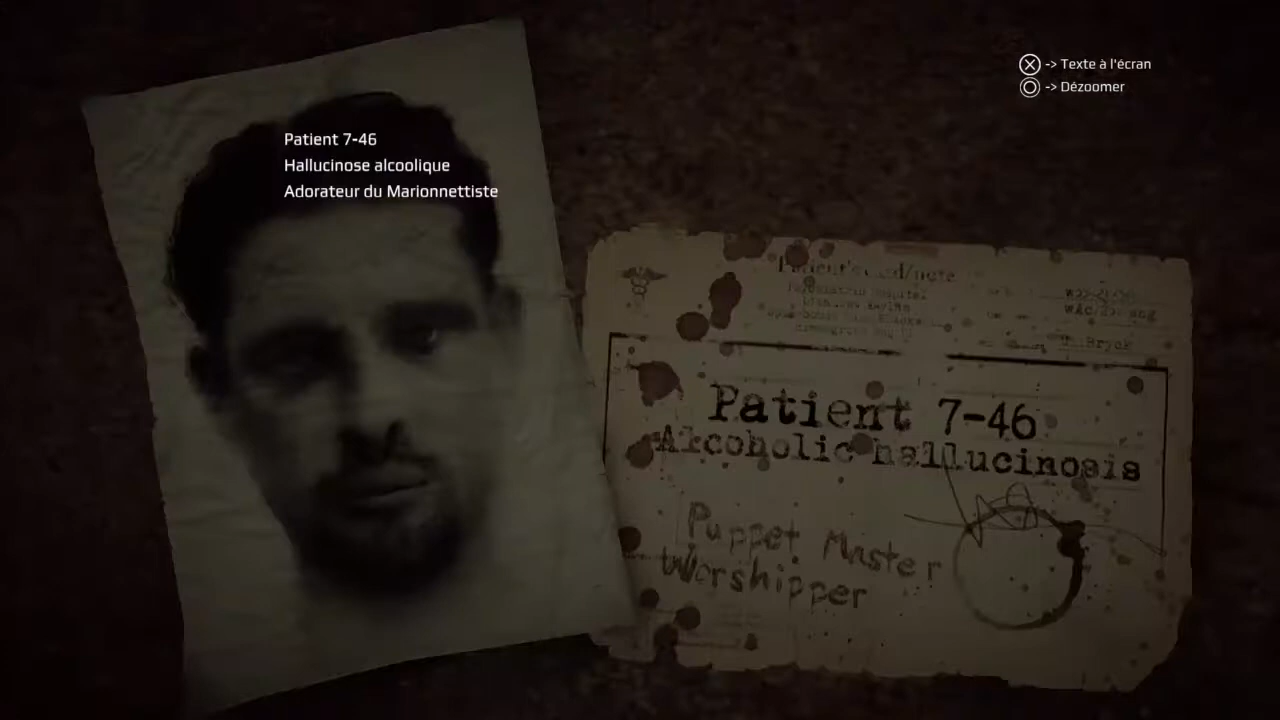 Ⓧ -> Texte à l'écran
◯ -> Dézoomer
Patient 7-46
Hallucinose alcoolique
Adorateur du Marionnettiste
Patient 7-46
Alcoholic hallucinosis
Puppet Master
Worshipper